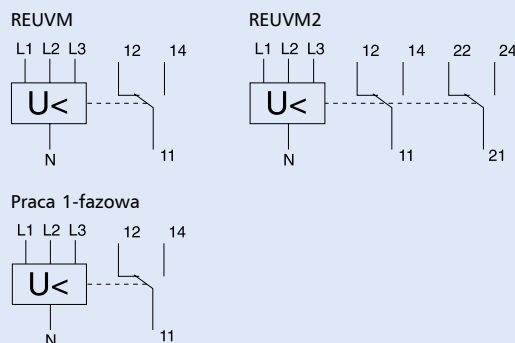 REUVM
L1 L2 L3 12 14
U<
N 11
REUVM2
L1 L2 L3 12 14 22 24
U<
N 11 21
Praca 1-fazowa
L1 L2 L3 12 14
U<
N 11